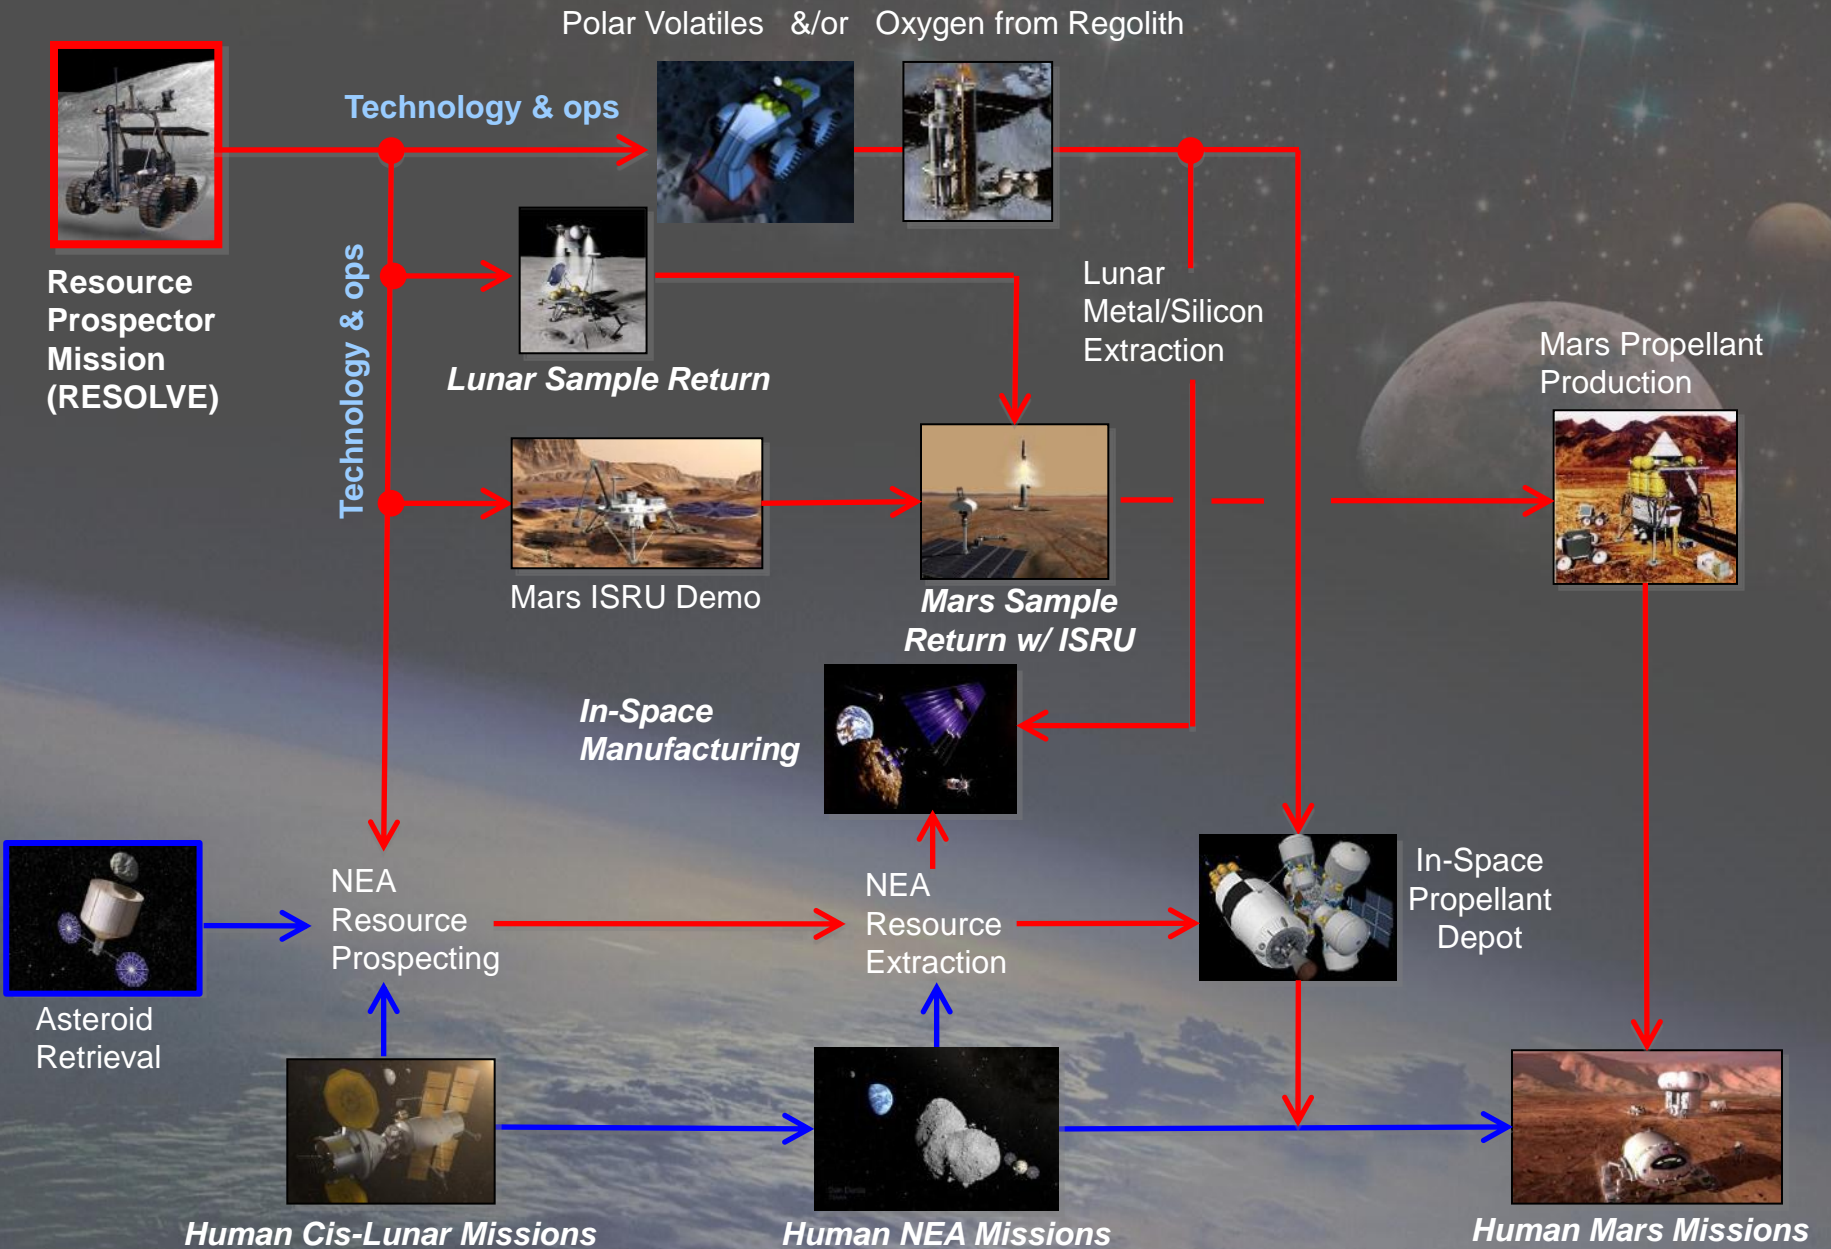 Polar Volatiles &/or Oxygen from Regolith
Technology & ops
Resource
Prospector
Mission
(RESOLVE)
Technology & ops
Lunar Sample Return
Lunar
Metal/Silicon
Extraction
Mars Propellant
Production
Mars ISRU Demo
Mars Sample
Return w/ ISRU
In-Space
Manufacturing
NEA
Resource
Prospecting
NEA
Resource
Extraction
In-Space
Propellant
Depot
Asteroid
Retrieval
Human Cis-Lunar Missions
Human NEA Missions
Human Mars Missions